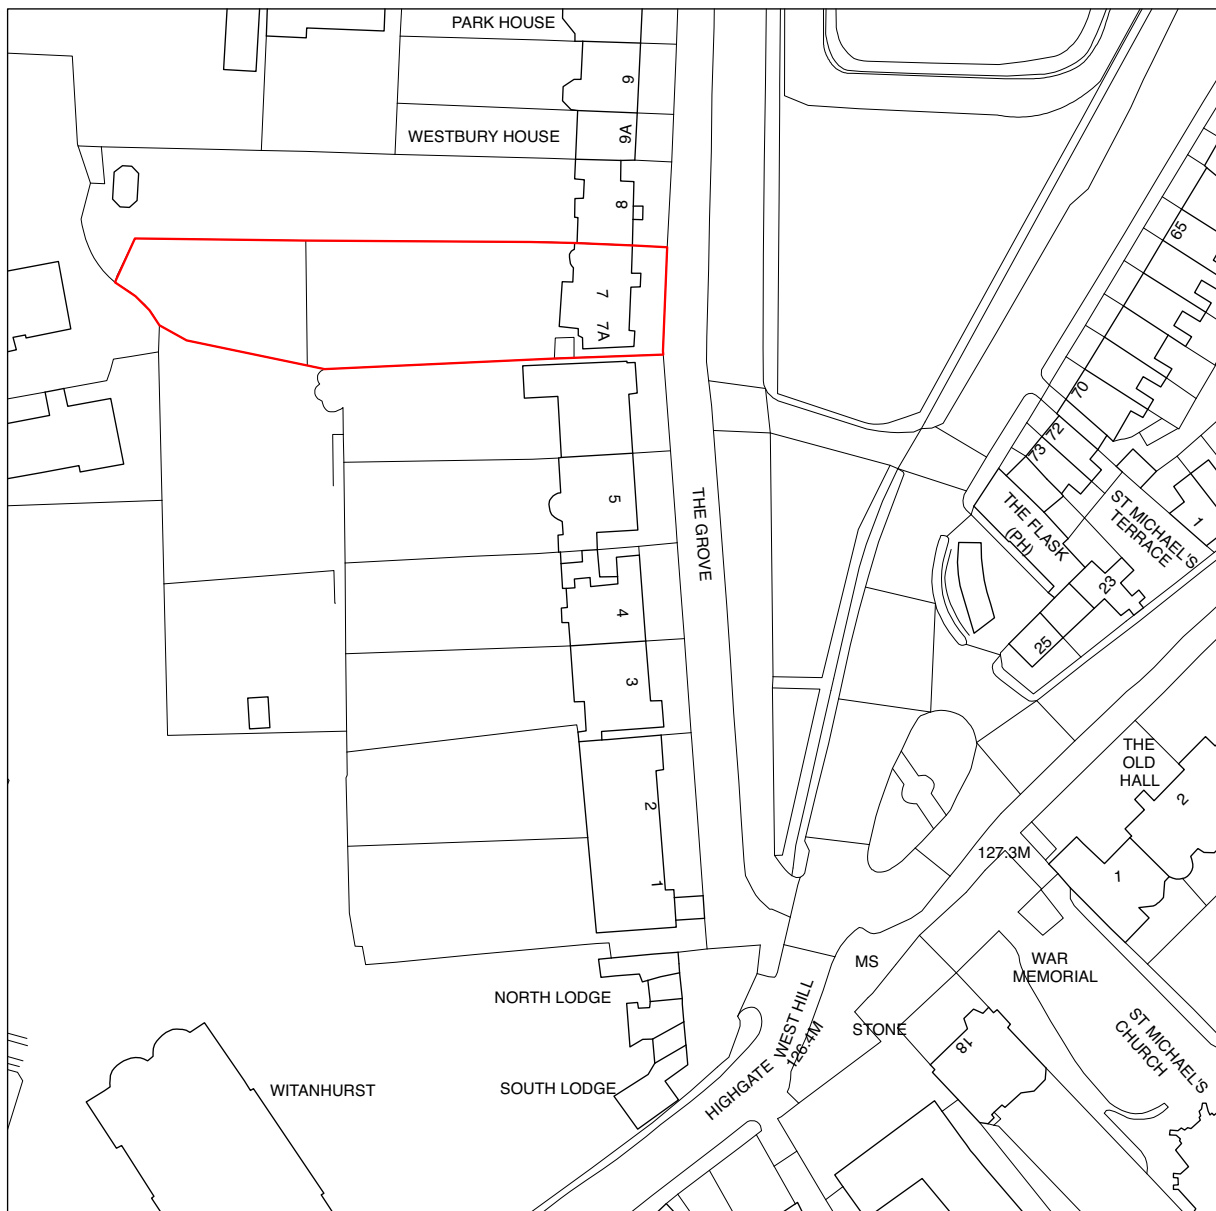 PARK HOUSE
9
WESTBURY HOUSE
9A
8
65
7
7A
70
72
73
THE GROVE
5
THE FLASK
(PH)
ST MICHAEL'S
TERRACE
1
23
25
4
3
THE
OLD
HALL
2
2
127.3M
1
1
MS
STONE
WAR
MEMORIAL
NORTH LODGE
18
ST MICHAEL'S
CHURCH
HIGHGATE WEST HILL
126.4M
WITANHURST
SOUTH LODGE